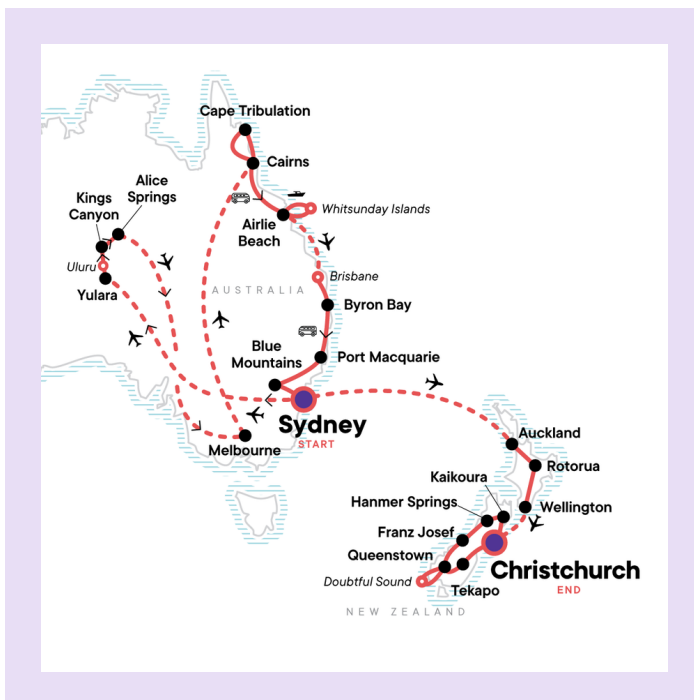 Cape Tribulation
Cairns
Alice
Springs
Kings
Canyon
Whitsunday Islands
Airlie
Beach
Uluru
Yulara
Brisbane
AUSTRALIA
Byron Bay
Blue
Mountains
Port Macquarie
Sydney
START
Melbourne
Auckland
Rotorua
Kaikoura
Hanmer Springs
Wellington
Franz Josef
Queenstown
Christchurch
END
Doubtful Sound
Tekapo
NEW ZEALAND